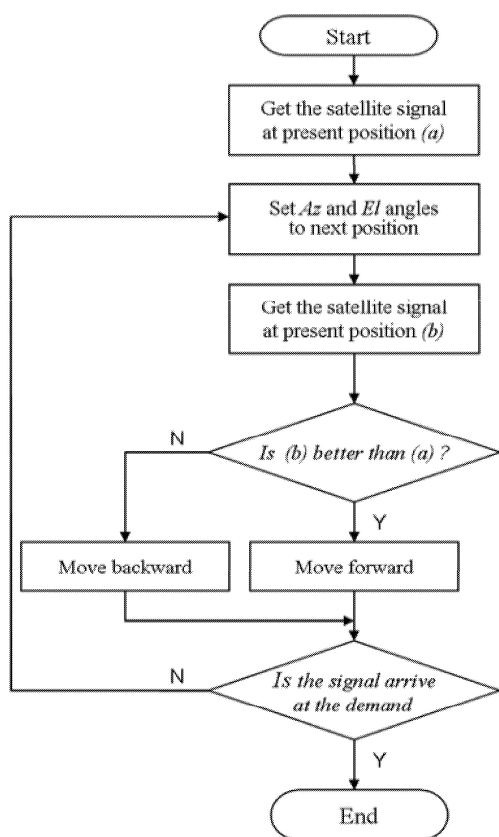 Start
Get the satellite signal
at present position (a)
Set Az and El angles
to next position
Get the satellite signal
at present position (b)
Is (b) better than (a) ?
N
Y
Move backward
Move forward
Is the signal arrive
at the demand
N
Y
End